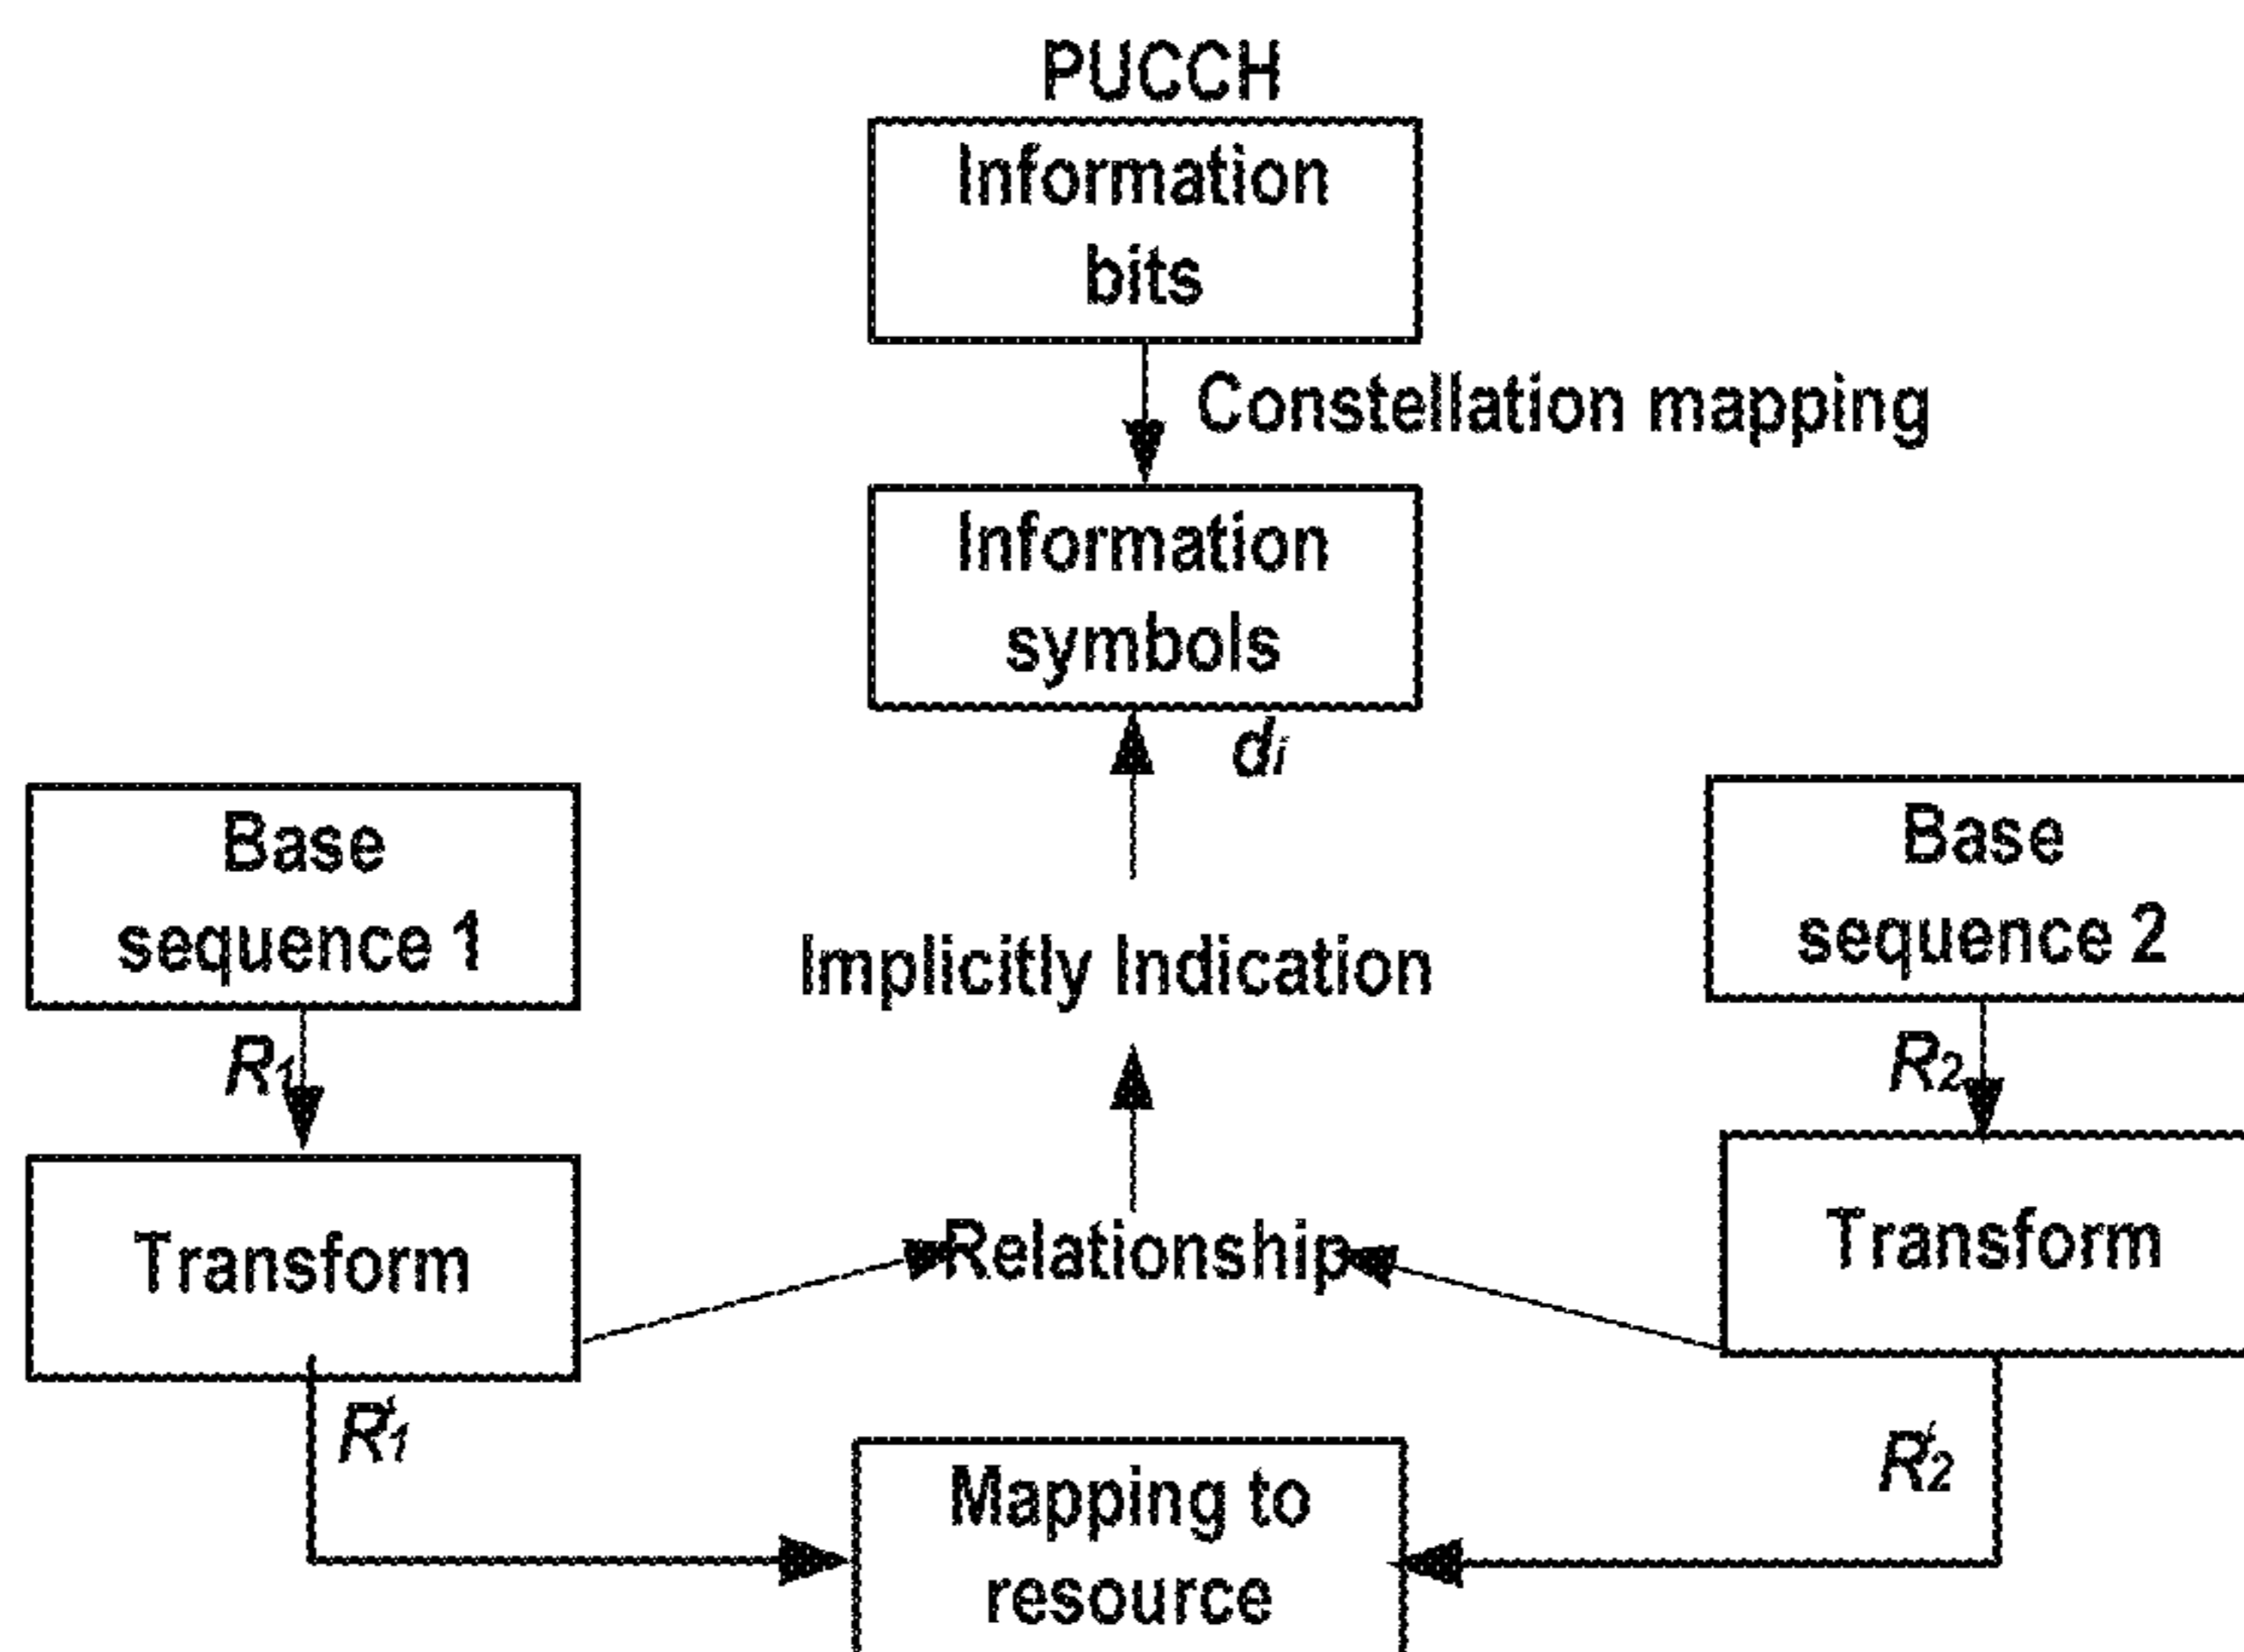 PUCCH
Information
bits
Constellation mapping
Information
symbols
di
Base
sequence 1
Base
sequence 2
Implicitly Indication
R1
R2
Transform
Relationship
Transform
R'1
R'2
Mapping to
resource